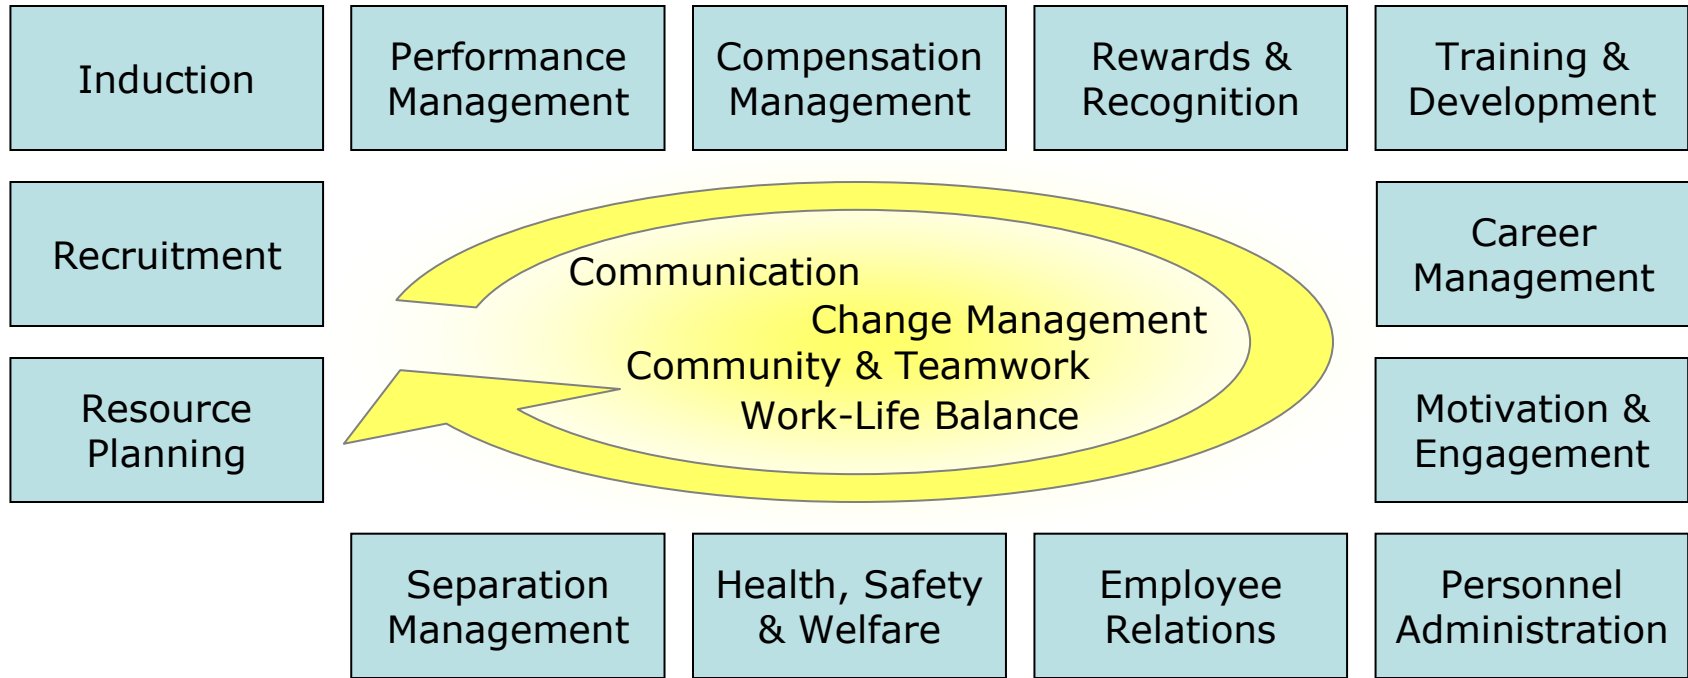 Induction
Performance
Management
Compensation
Management
Rewards &
Recognition
Training &
Development
Recruitment
Career
Management
Communication
Change Management
Community & Teamwork
Work-Life Balance
Resource
Planning
Motivation &
Engagement
Separation
Management
Health, Safety
& Welfare
Employee
Relations
Personnel
Administration